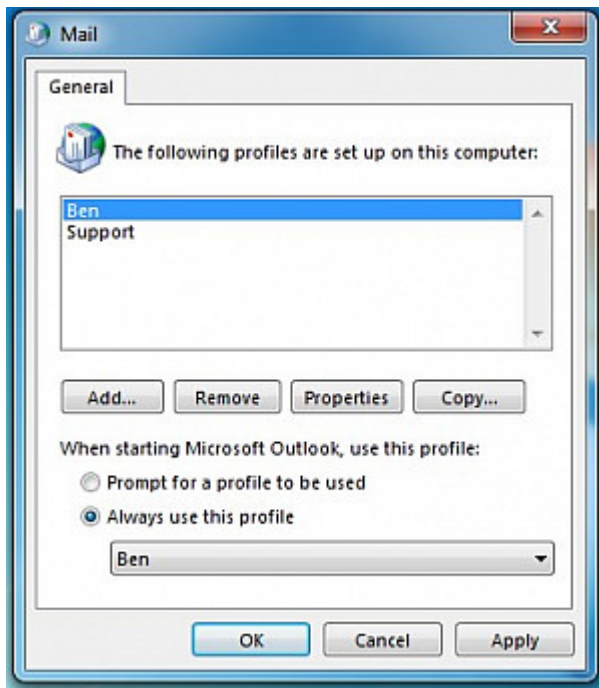 Mail
General
The following profiles are set up on this computer:
Ben
Support
Add... Remove Properties Copy...
When starting Microsoft Outlook, use this profile:
Prompt for a profile to be used
Always use this profile
Ben
OK Cancel Apply